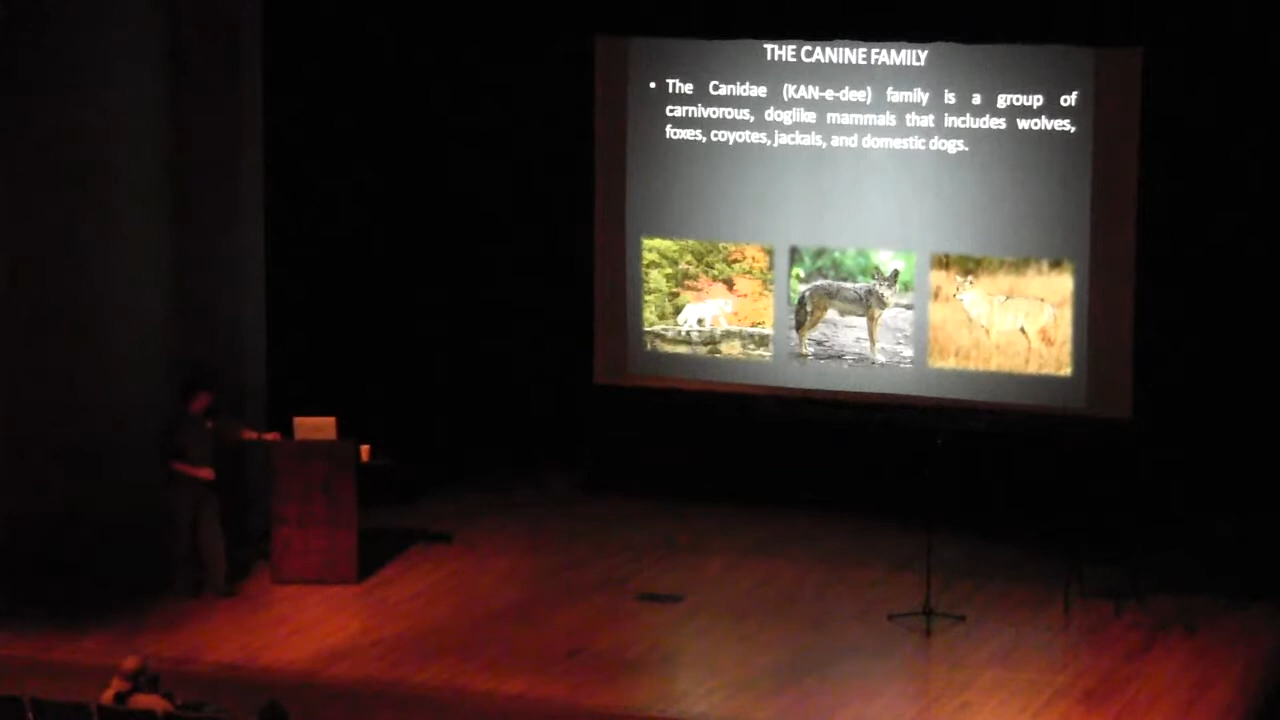 THE CANINE FAMILY
• The Canidae (KAN-e-dee) family is a group of
carnivorous, doglike mammals that includes wolves,
foxes, coyotes, jackals, and domestic dogs.